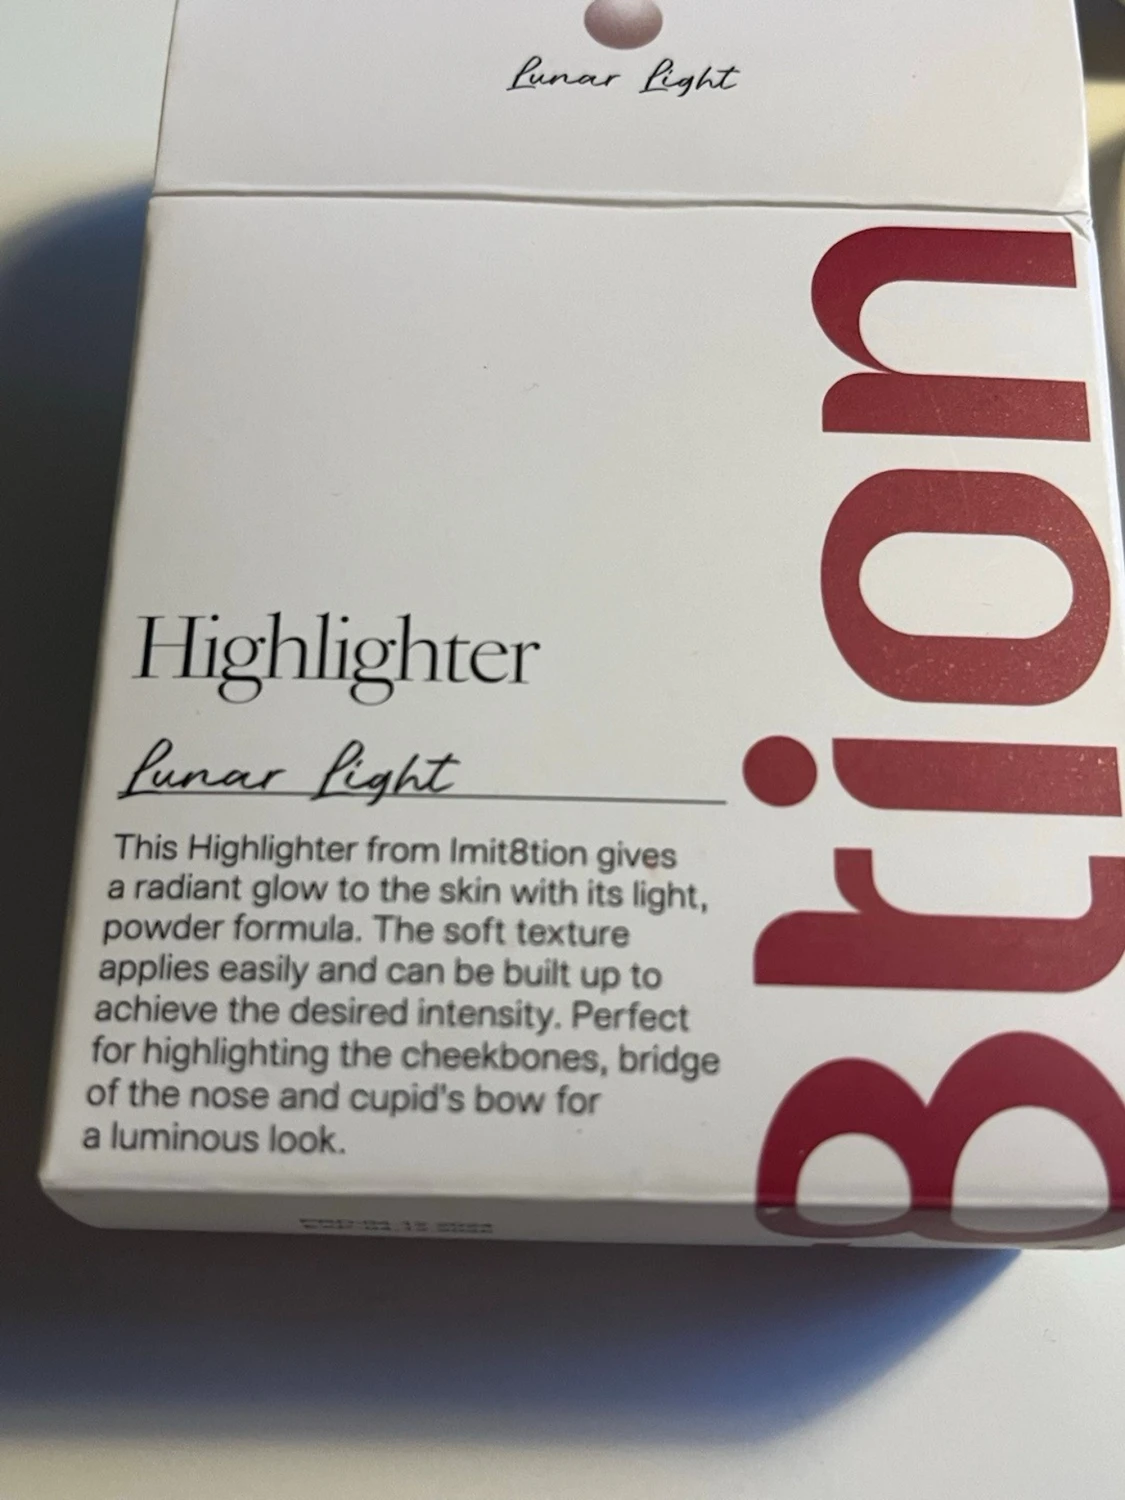 Lunar Light
8tion
Highlighter
Lunar Light
This Highlighter from Imit8tion gives
a radiant glow to the skin with its light,
powder formula. The soft texture
applies easily and can be built up to
achieve the desired intensity. Perfect
for highlighting the cheekbones, bridge
of the nose and cupid's bow for
a luminous look.